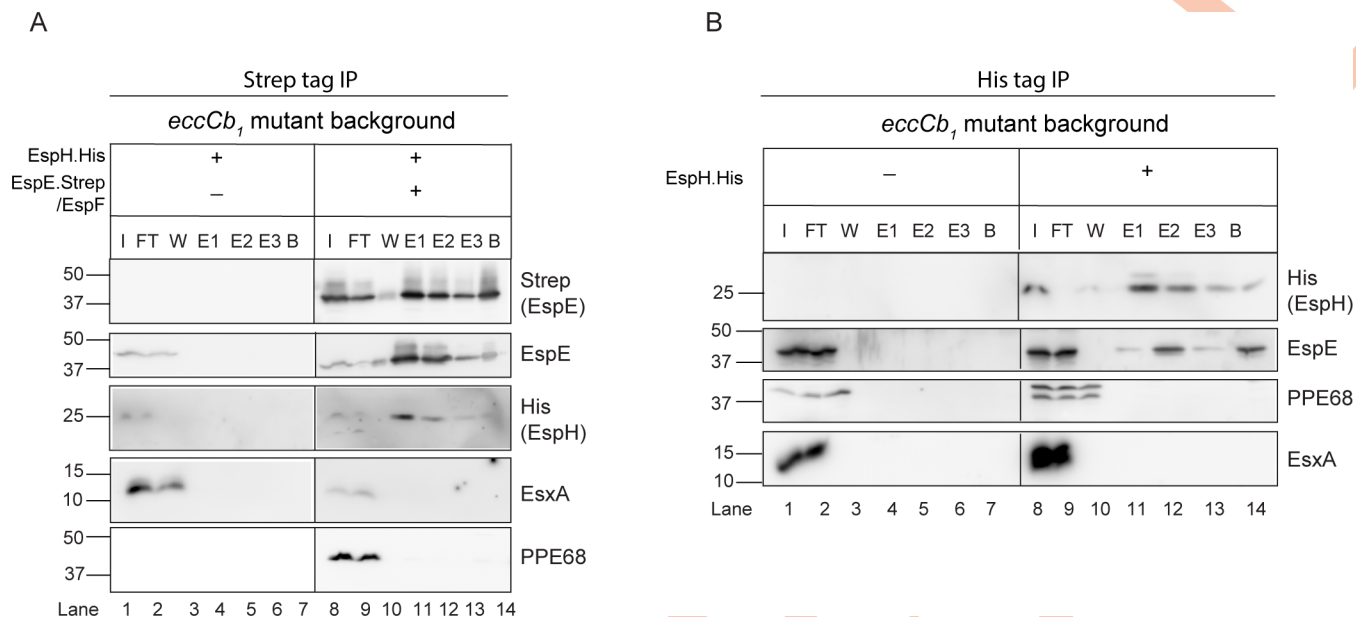 A
Strep tag IP
eccCb₁ mutant background
EspH.His + +
EspE.Strep
/EspF – +
I FT W E1 E2 E3 B I FT W E1 E2 E3 B
50
37
Strep
(EspE)
50
37
EspE
25
His
(EspH)
15
10
EsxA
50
37
PPE68
Lane 1 2 3 4 5 6 7 8 9 10 11 12 13 14
B
His tag IP
eccCb₁ mutant background
EspH.His – +
I FT W E1 E2 E3 B I FT W E1 E2 E3 B
25
His
(EspH)
50
37
EspE
37
PPE68
15
10
EsxA
Lane 1 2 3 4 5 6 7 8 9 10 11 12 13 14